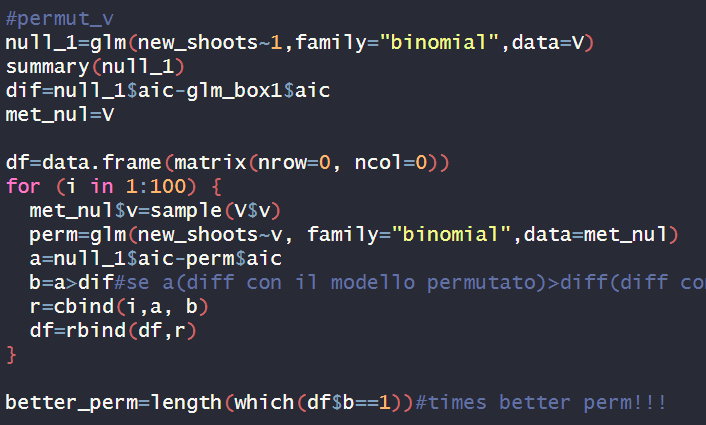 #permut_v
null_1=glm(new_shoots~1,family="binomial",data=V)
summary(null_1)
dif=null_1$aic-glm_box1$aic
met_nul=V
df=data.frame(matrix(nrow=0, ncol=0))
for (i in 1:100) {
met_nul$v=sample(V$v)
perm=glm(new_shoots~v, family="binomial",data=met_nul)
a=null_1$aic-perm$aic
b=a>dif#se a(diff con il modello permutato)>diff(diff co
r=cbind(i,a, b)
df=rbind(df,r)
}
better_perm=length(which(df$b==1))#times better perm!!!